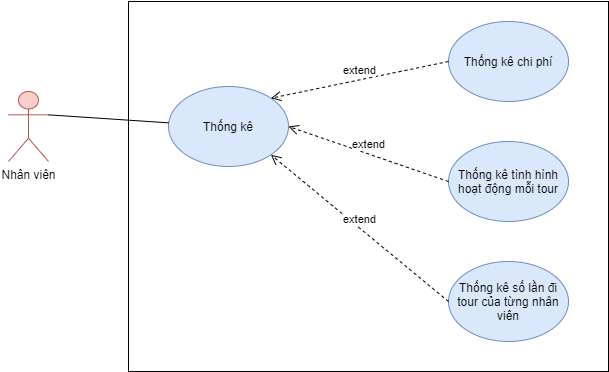 Thống kê chi phí
extend
Thống kê
extend
Nhân viên
Thống kê tình hình
hoạt động mỗi tour
extend
Thống kê số lần đi
tour của từng nhân
viên